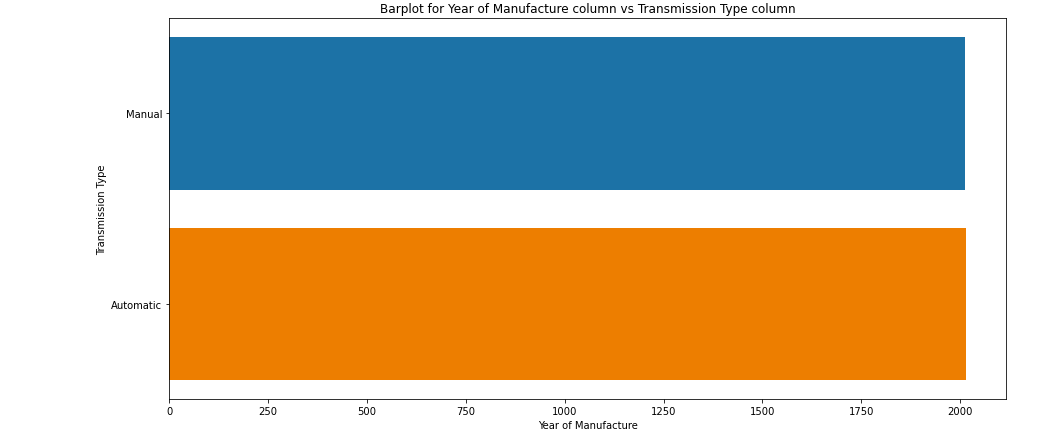 Barplot for Year of Manufacture column vs Transmission Type column
Manual
Transmission Type
Automatic
0 250 500 750 1000 1250 1500 1750 2000
Year of Manufacture